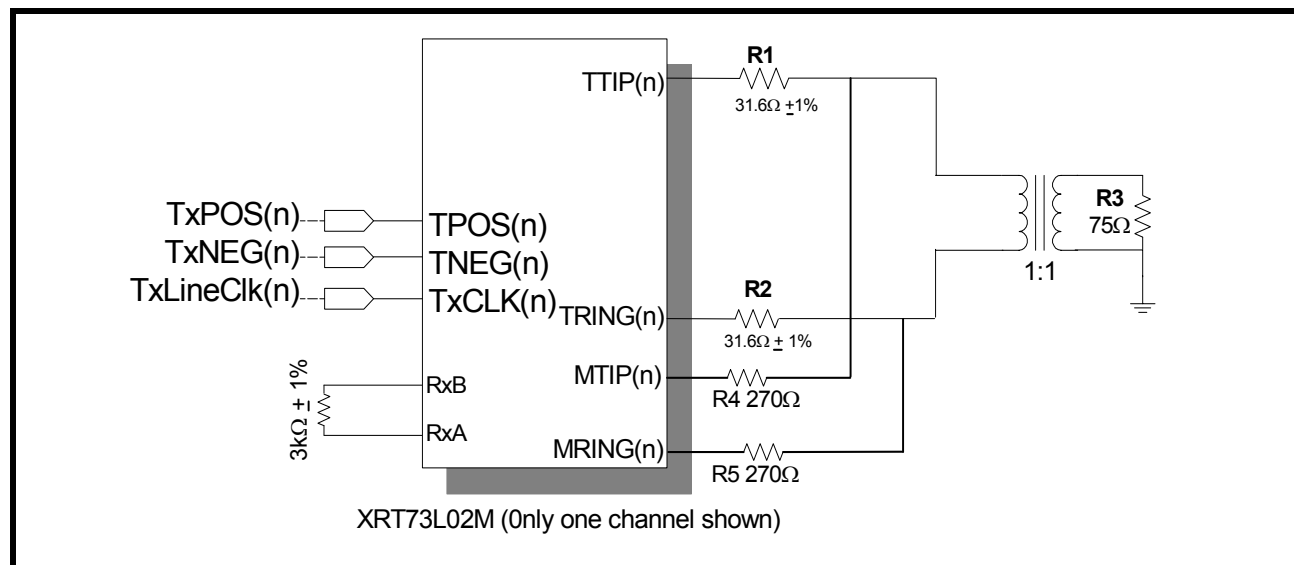 TTIP(n)
R1
31.6Ω ±1%
TxPOS(n)
TxNEG(n)
TxLineClk(n)
TPOS(n)
TNEG(n)
TxCLK(n)
R3
75Ω
1:1
TRING(n)
R2
31.6Ω ± 1%
MTIP(n)
R4 270Ω
3kΩ ± 1%
RxB
RxA
MRING(n)
R5 270Ω
XRT73L02M (0nly one channel shown)